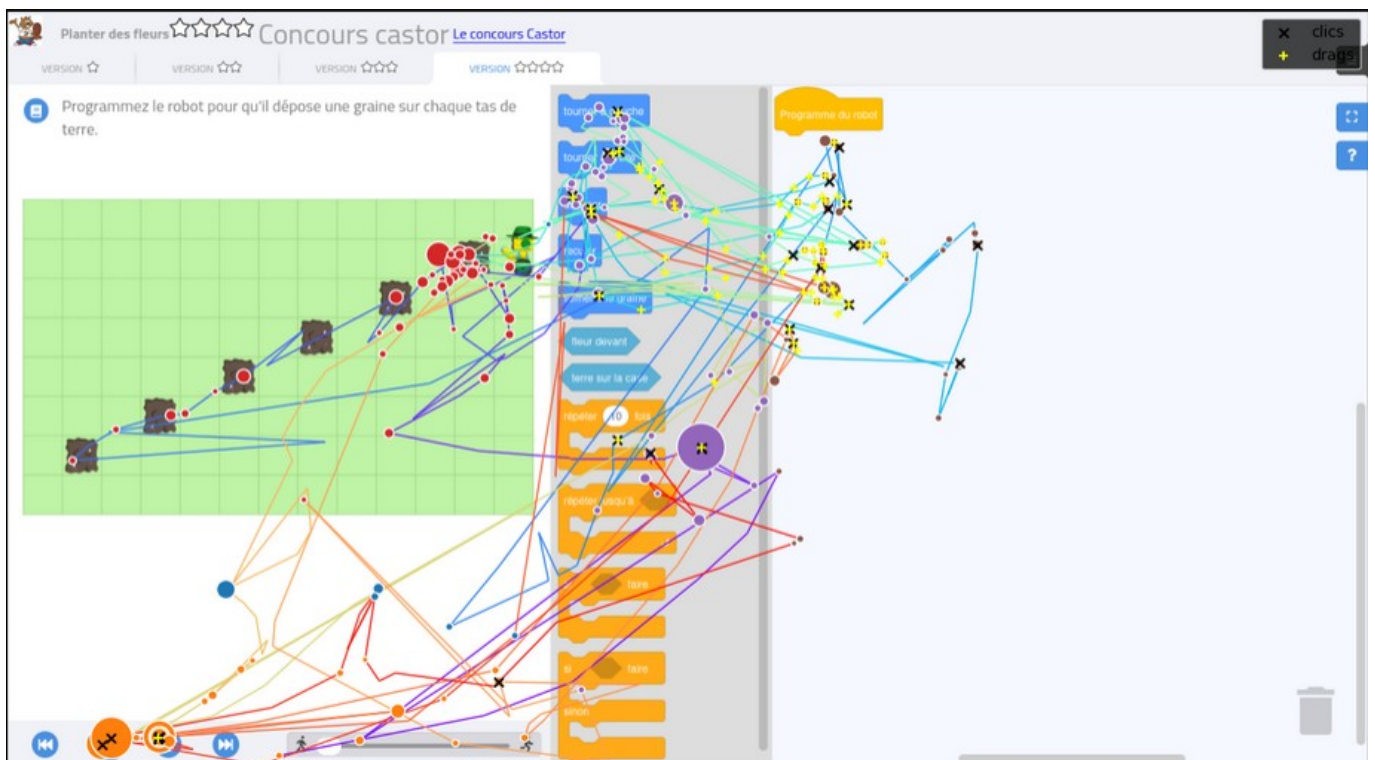 Planter des fleurs Concours castor Le concours Castor
clics
drags
VERSION
VERSION
VERSION
VERSION
Programmez le robot pour qu'il dépose une graine sur chaque tas de
terre.
Programme du robot
?
fleur devant
terre sur la case
répéter 10 fois
répéter jusqu'à
faire
si faire
sinon